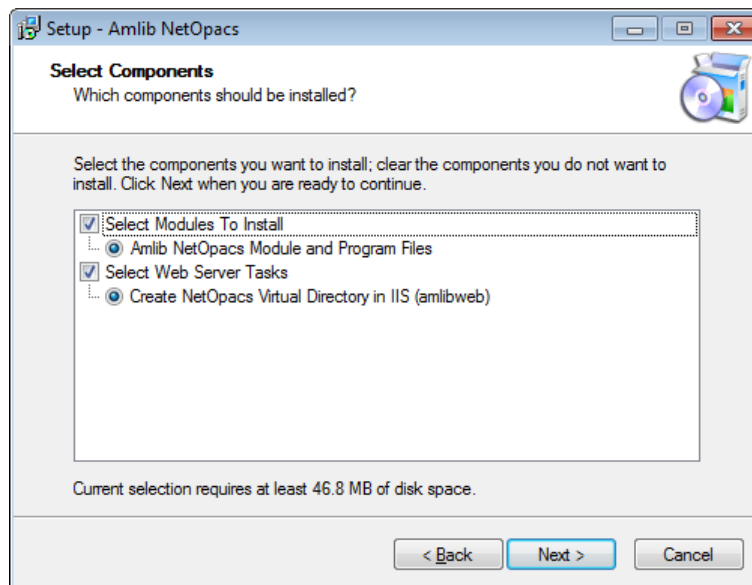 Setup - Amlib NetOpacs
Select Components
Which components should be installed?
Select the components you want to install; clear the components you do not want to
install. Click Next when you are ready to continue.
Select Modules To Install
Amlib NetOpacs Module and Program Files
Select Web Server Tasks
Create NetOpacs Virtual Directory in IIS (amlibweb)
Current selection requires at least 46.8 MB of disk space.
< Back
Next >
Cancel